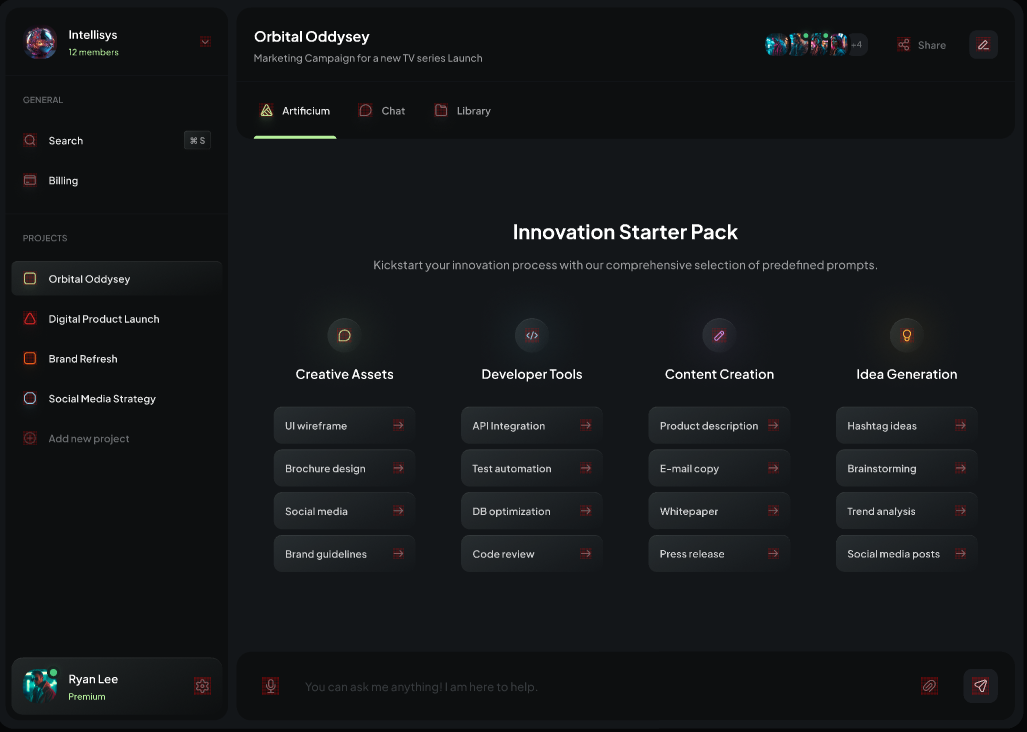 Intellisys
12 members
GENERAL
Search
⌘ S
Billing
PROJECTS
Orbital Oddysey
Digital Product Launch
Brand Refresh
Social Media Strategy
Add new project
Ryan Lee
Premium
Orbital Oddysey
Marketing Campaign for a new TV series Launch
+4
Share
Artificium
Chat
Library
Innovation Starter Pack
Kickstart your innovation process with our comprehensive selection of predefined prompts.
Creative Assets
UI wireframe
Brochure design
Social media
Brand guidelines
Developer Tools
API Integration
Test automation
DB optimization
Code review
Content Creation
Product description
E-mail copy
Whitepaper
Press release
Idea Generation
Hashtag ideas
Brainstorming
Trend analysis
Social media posts
You can ask me anything! I am here to help.